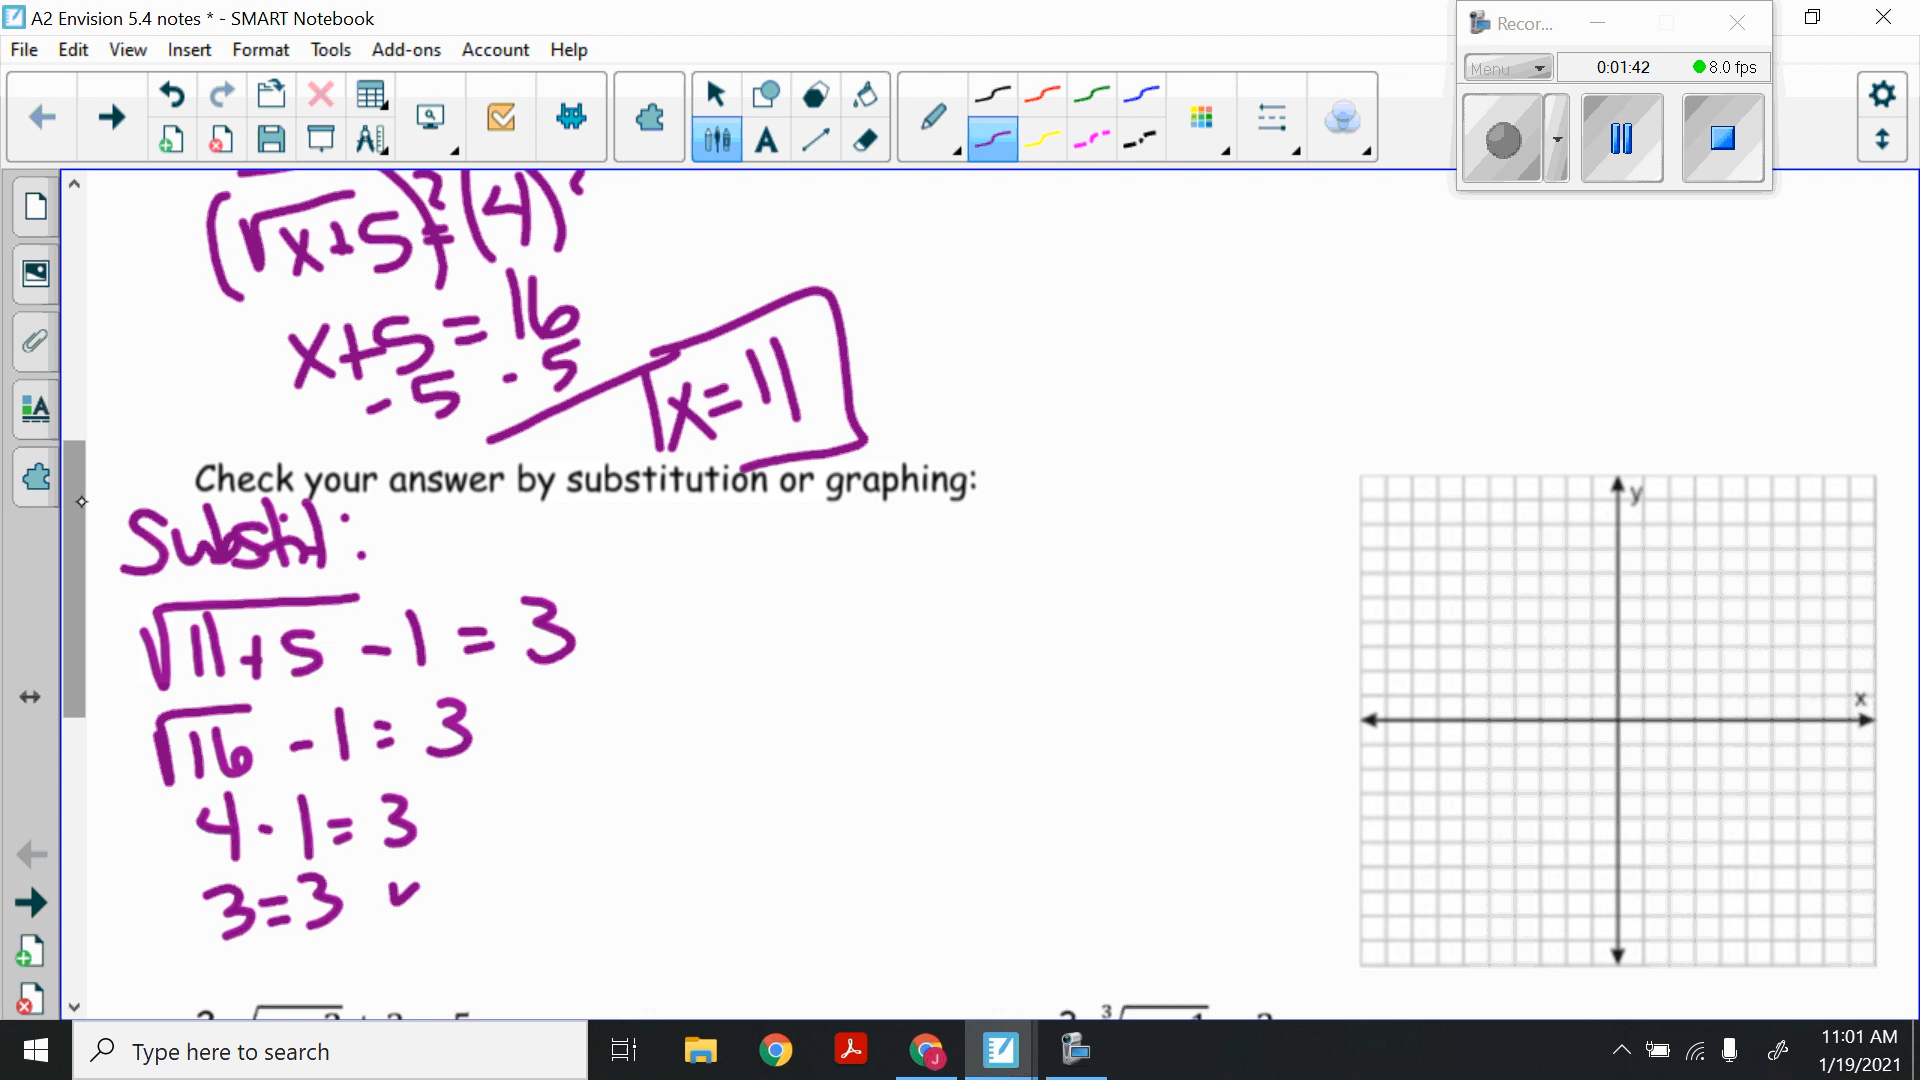 A2 Envision 5.4 notes * - SMART Notebook
File Edit View Insert Format Tools Add-ons Account Help
Recor...
Menu
0:01:42
8.0 fps
(√x+5)² = (4)²
x+5 = 16
-5 -5
x=11
Check your answer by substitution or graphing:
Substit:
√11+5 - 1 = 3
√16 - 1 = 3
4 - 1 = 3
3=3 ✓
y
x
Type here to search
11:01 AM
1/19/2021